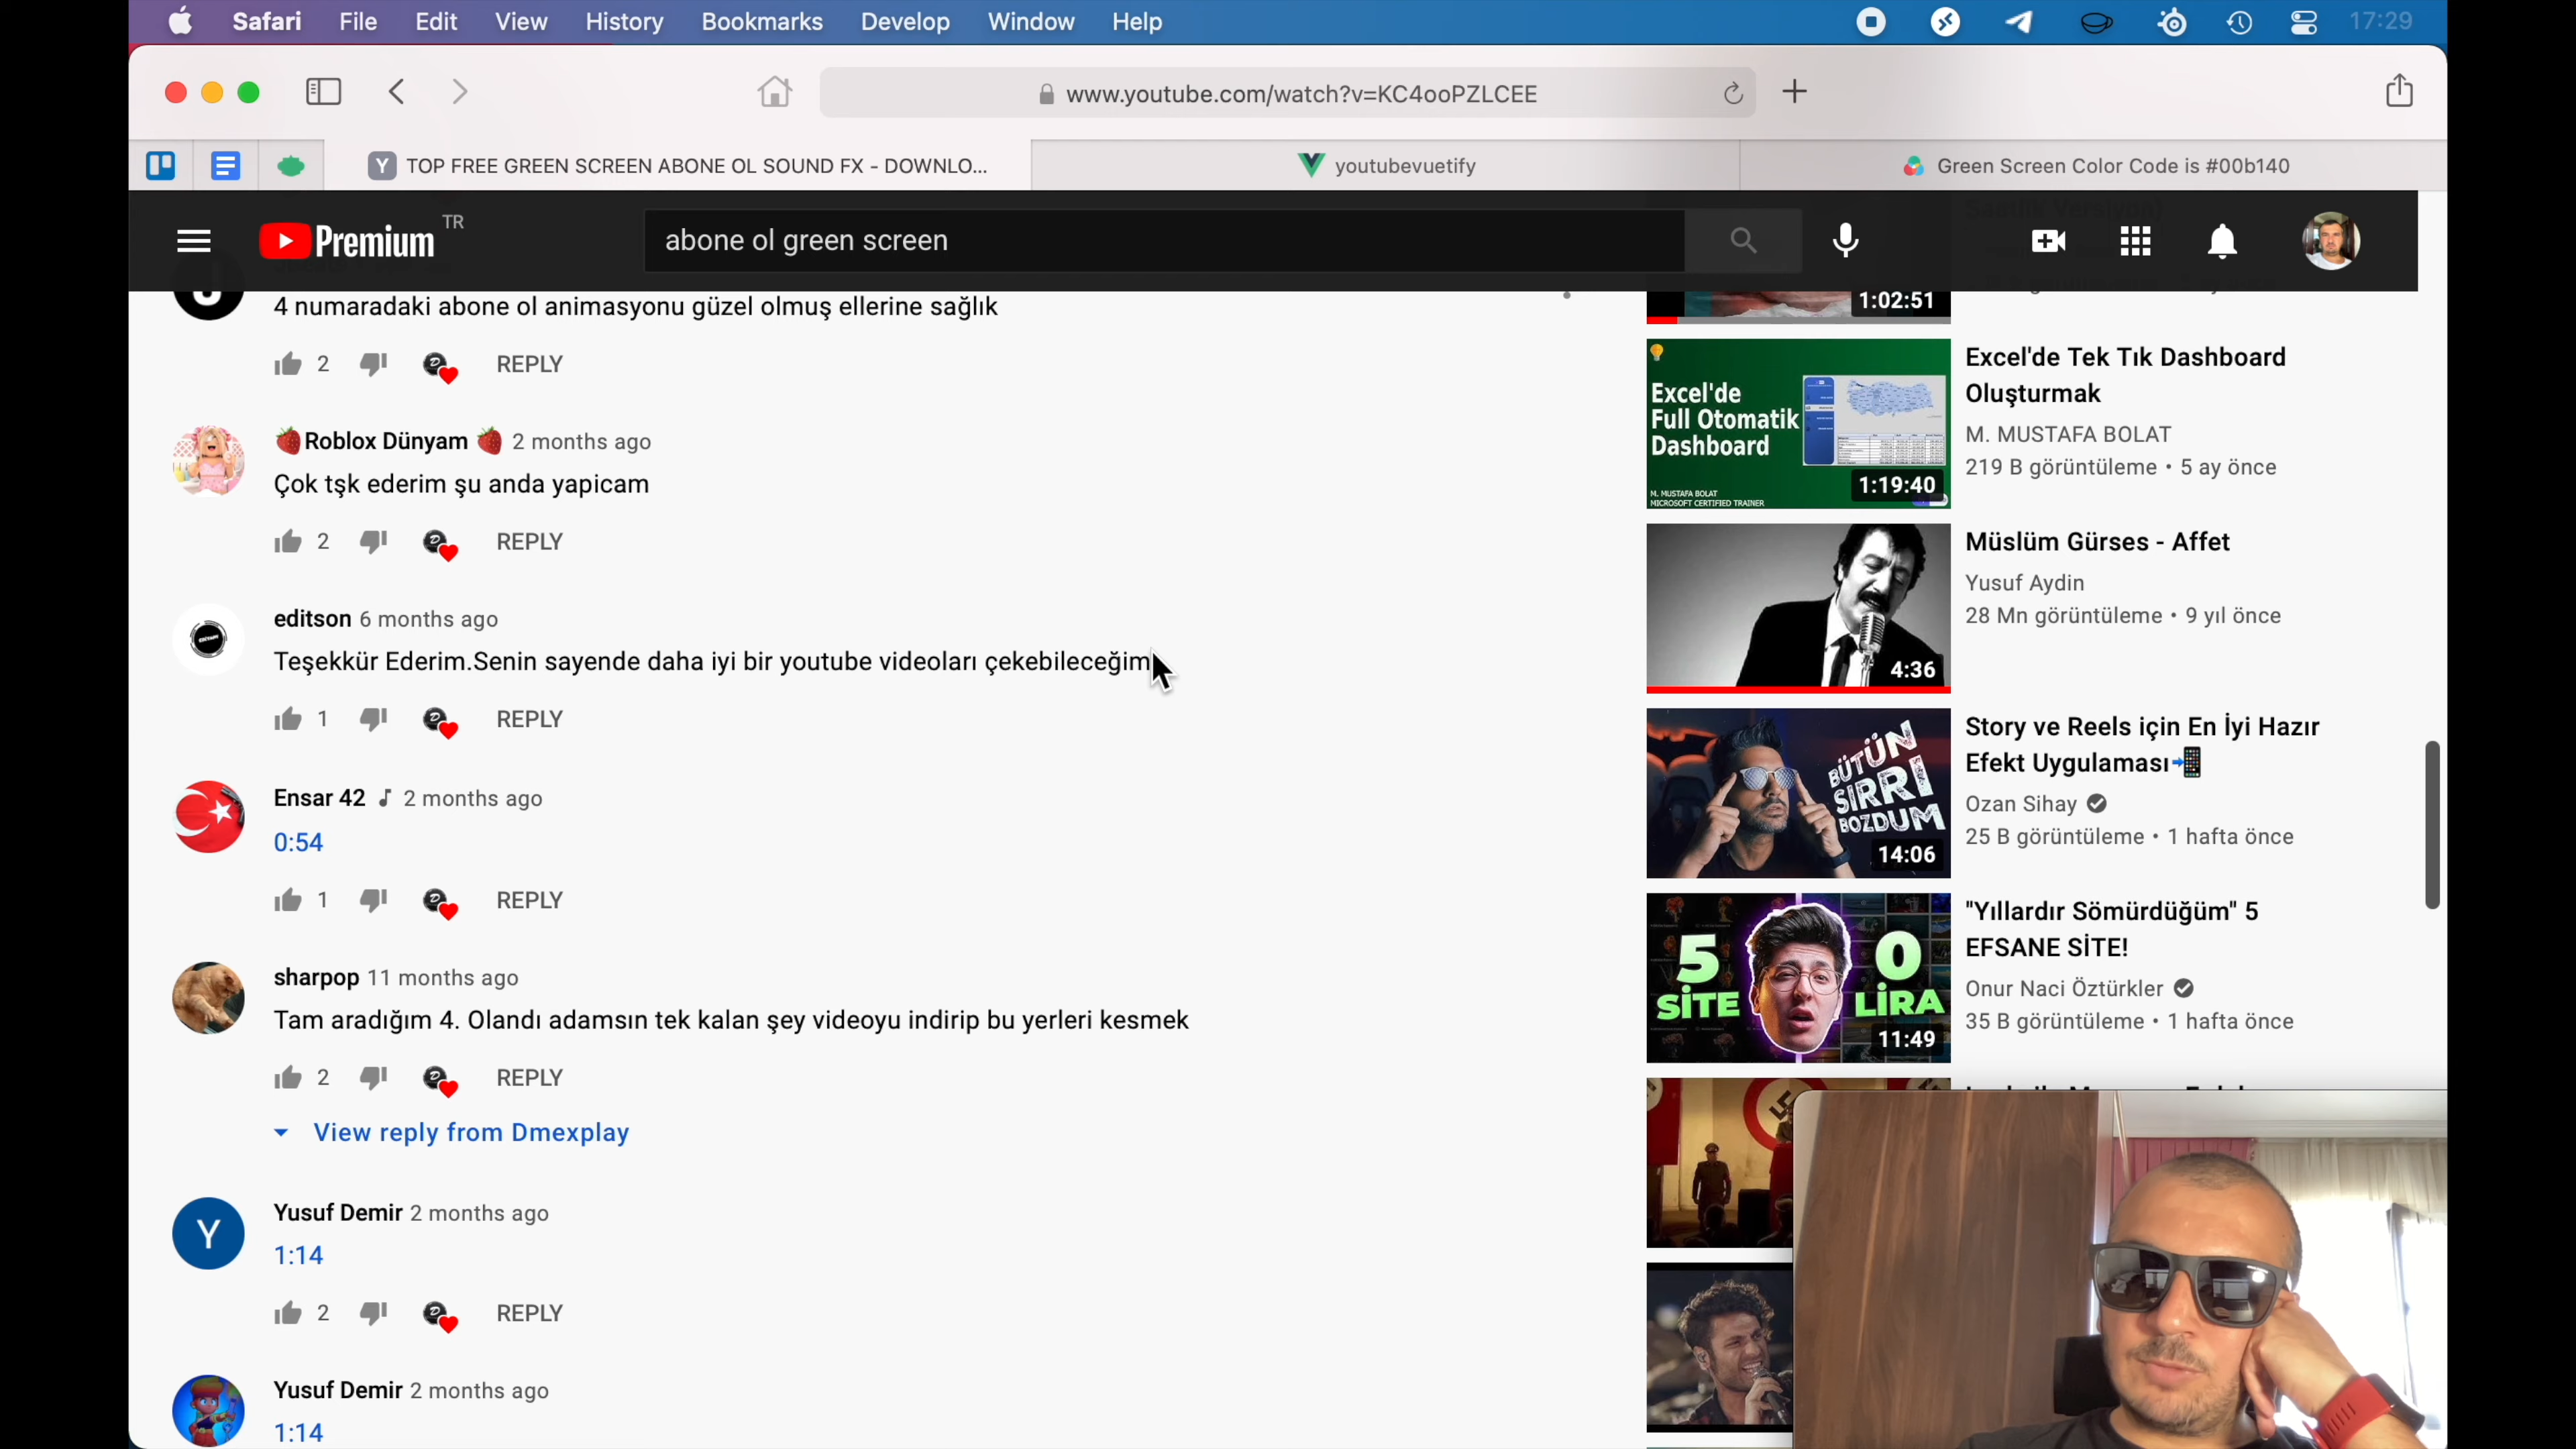 Safari File Edit View History Bookmarks Develop Window Help 17:29
www.youtube.com/watch?v=KC4ooPZLCEE
Y TOP FREE GREEN SCREEN ABONE OL SOUND FX - DOWNLO...
youtubevuetify
Green Screen Color Code is #00b140
Premium TR
abone ol green screen
4 numaradaki abone ol animasyonu güzel olmuş ellerine sağlık
2 REPLY
🍓Roblox Dünyam 🍓 2 months ago
Çok tşk ederim şu anda yapicam
2 REPLY
editson 6 months ago
Teşekkür Ederim.Senin sayende daha iyi bir youtube videoları çekebileceğim
1 REPLY
Ensar 42 ♪ 2 months ago
0:54
1 REPLY
sharpop 11 months ago
Tam aradığım 4. Olandı adamsın tek kalan şey videoyu indirip bu yerleri kesmek
2 REPLY
View reply from Dmexplay
Y
Yusuf Demir 2 months ago
1:14
2 REPLY
Yusuf Demir 2 months ago
1:14
1:02:51
Excel'de
Full Otomatik
Dashboard
M. MUSTAFA BOLAT
MICROSOFT CERTIFIED TRAINER
1:19:40
Excel'de Tek Tık Dashboard
Oluşturmak
M. MUSTAFA BOLAT
219 B görüntüleme • 5 ay önce
4:36
Müslüm Gürses - Affet
Yusuf Aydin
28 Mn görüntüleme • 9 yıl önce
BÜTÜN
SIRRI
BOZDUM
14:06
Story ve Reels için En İyi Hazır
Efekt Uygulaması📲
Ozan Sihay
25 B görüntüleme • 1 hafta önce
5 SİTE
0 LİRA
11:49
"Yıllardır Sömürdüğüm" 5
EFSANE SİTE!
Onur Naci Öztürkler
35 B görüntüleme • 1 hafta önce